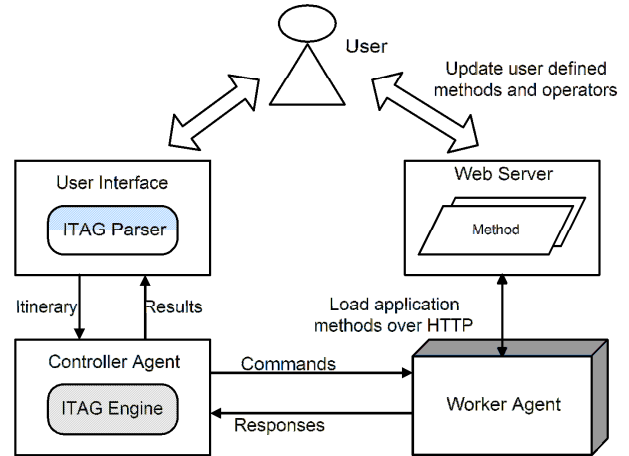 User
Update user defined
methods and operators
User Interface
ITAG Parser
Web Server
Method
Itinerary
Results
Load application
methods over HTTP
Controller Agent
ITAG Engine
Commands
Responses
Worker Agent